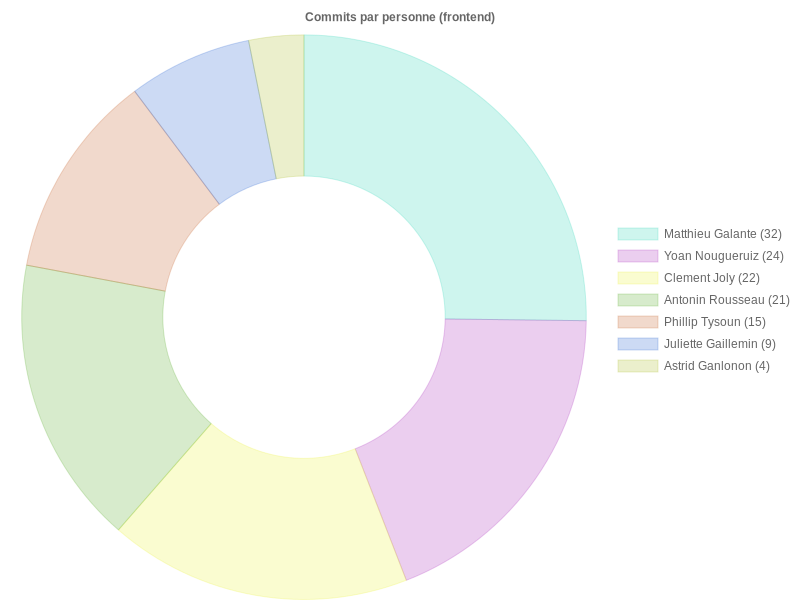 Commits par personne (frontend)
Matthieu Galante (32)
Yoan Nougueruiz (24)
Clement Joly (22)
Antonin Rousseau (21)
Phillip Tysoun (15)
Juliette Gaillemin (9)
Astrid Ganlonon (4)